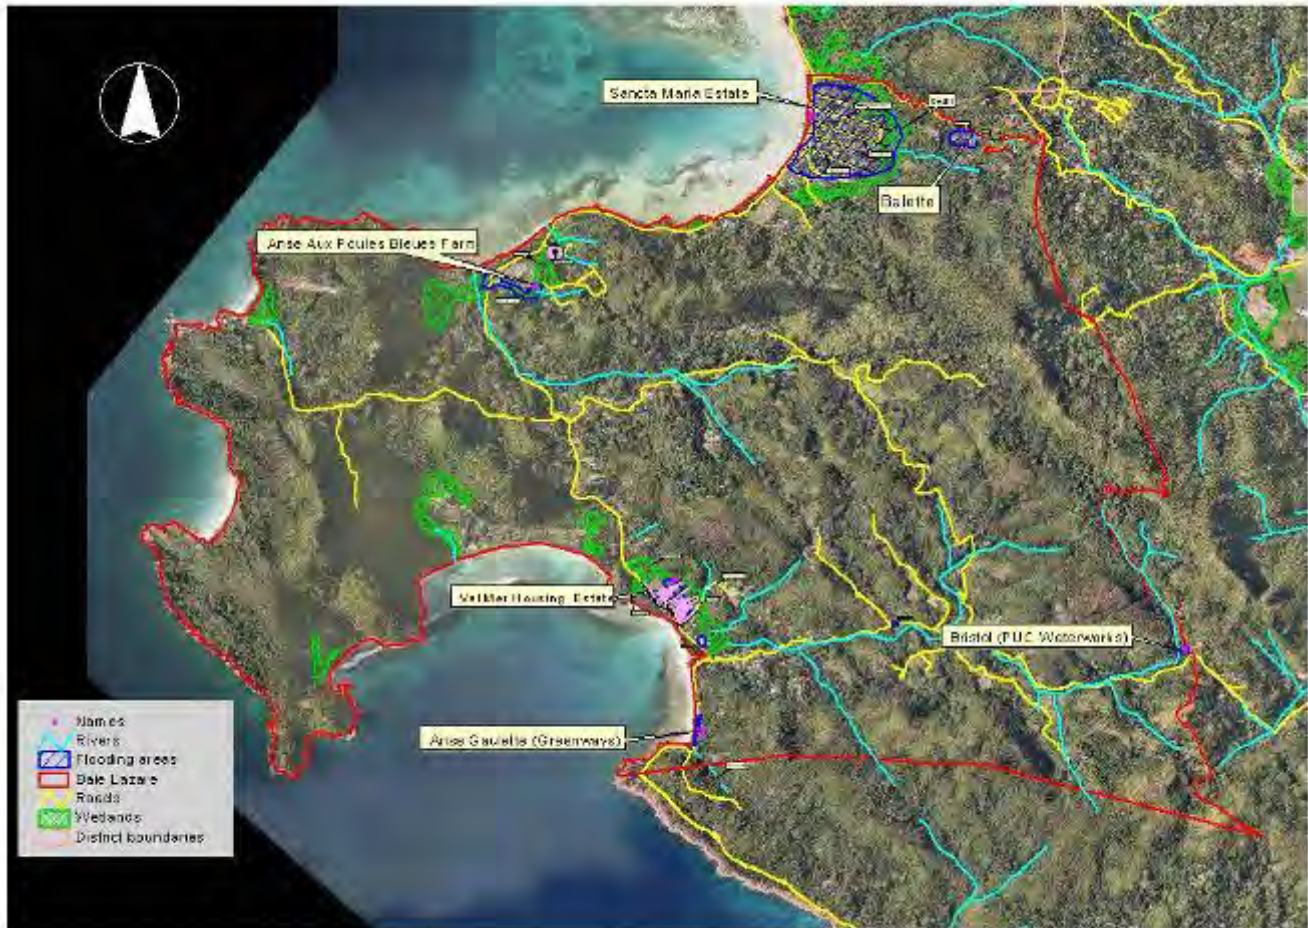 Sancta Maria Estate
Balette
Anse Aux Poules Bleues Farm
Housing Estate
Bristol (PUC Waterworks)
Anse Gaulette (Greenways)
Names
Rivers
Flooding areas
Baie Lazare
Roads
Wetlands
District boundaries